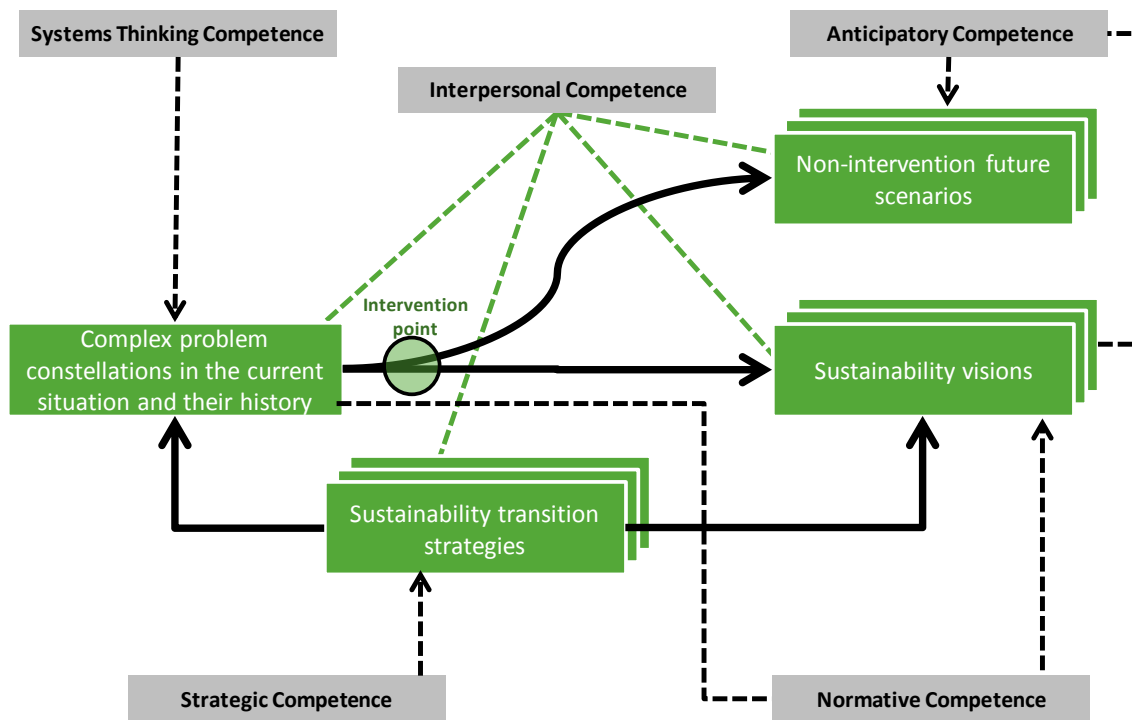 Systems Thinking Competence
Anticipatory Competence
Interpersonal Competence
Non-intervention future
scenarios
Intervention
point
Complex problem
constellations in the current
situation and their history
Sustainability visions
Sustainability transition
strategies
Strategic Competence
Normative Competence